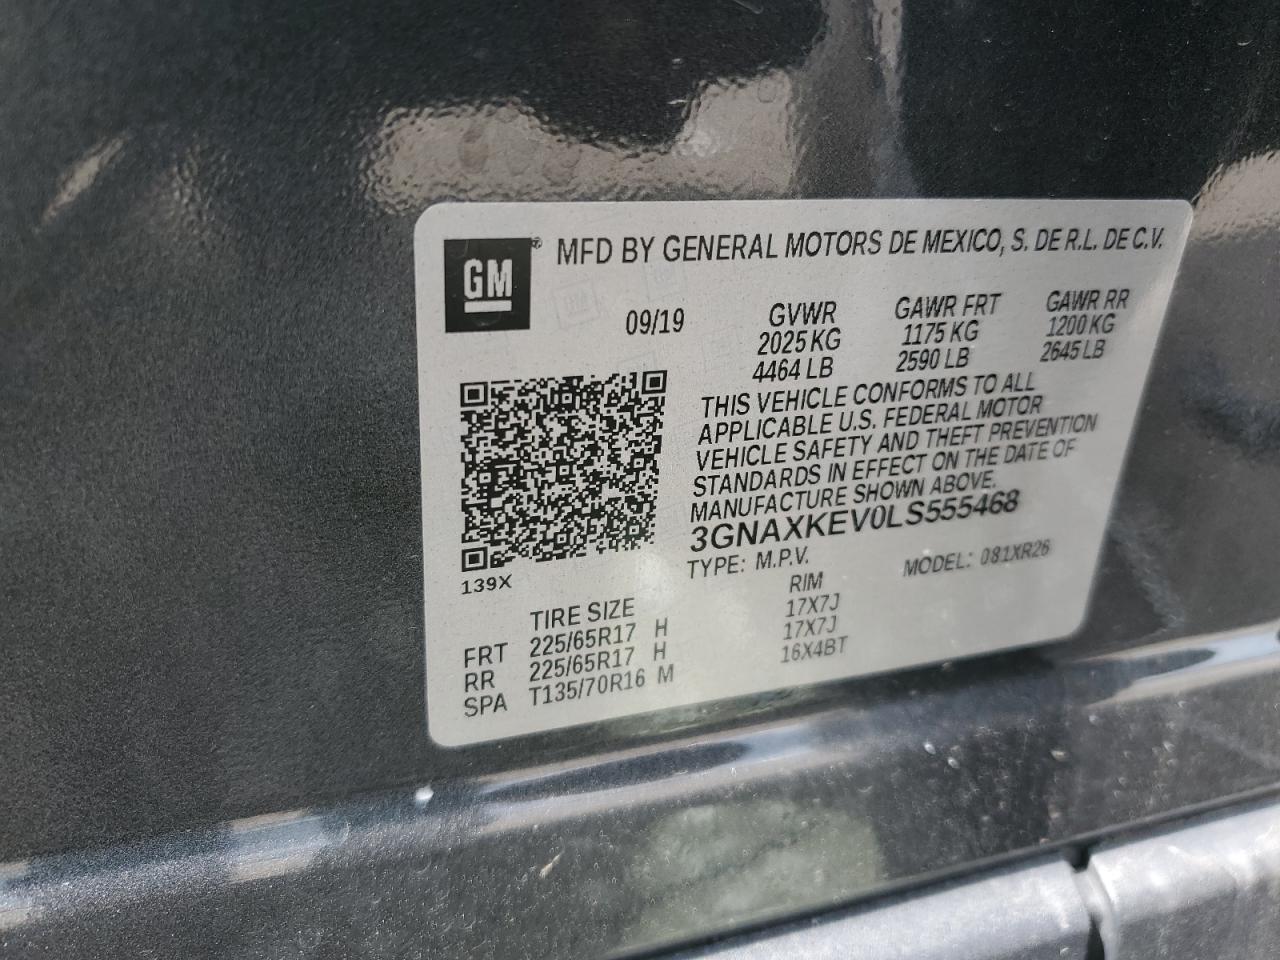 GM® MFD BY GENERAL MOTORS DE MEXICO, S. DE R.L. DE C.V.
09/19 GVWR GAWR FRT GAWR RR
2025 KG 1175 KG 1200 KG
4464 LB 2590 LB 2645 LB
THIS VEHICLE CONFORMS TO ALL
APPLICABLE U.S. FEDERAL MOTOR
VEHICLE SAFETY AND THEFT PREVENTION
STANDARDS IN EFFECT ON THE DATE OF
MANUFACTURE SHOWN ABOVE.
3GNAXKEV0LS555468
TYPE: M.P.V. MODEL: 081XR26
139X
TIRE SIZE RIM
FRT 225/65R17 H 17X7J
RR 225/65R17 H 17X7J
SPA T135/70R16 M 16X4BT